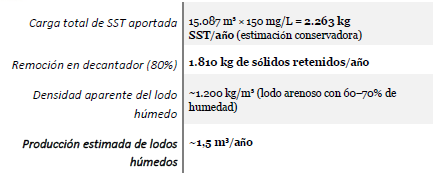 Carga total de SST aportada
15.087 m³ × 150 mg/L = 2.263 kg
SST/año (estimación conservadora)
Remoción en decantador (80%)
1.810 kg de sólidos retenidos/año
Densidad aparente del lodo
húmedo
~1.200 kg/m³ (lodo arenoso con 60–70% de
humedad)
Producción estimada de lodos
húmedos
~1,5 m³/año